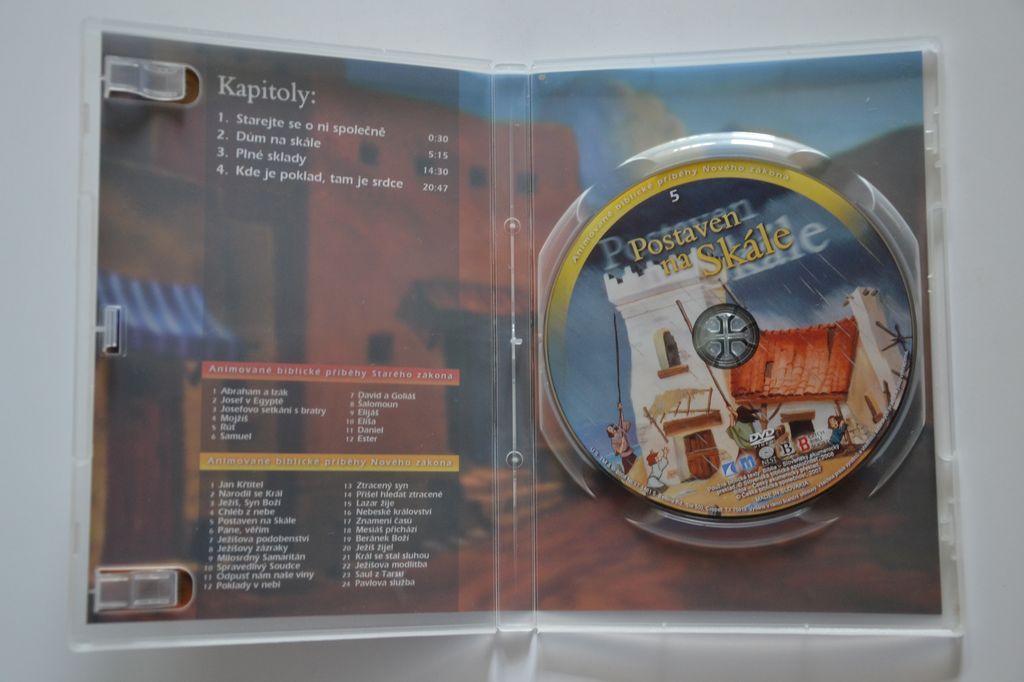 Kapitoly:
1. Starejte se o ni společně 0:30
2. Dům na skále 5:15
3. Plné sklady 14:30
4. Kde je poklad, tam je srdce 20:47
Animované biblické příběhy Starého zákona
1 Abrahám a Izák
2 Josef v Egyptě
3 Josefovo setkání s bratry
4 Mojžíš
5 Rút
6 Samuel
7 David a Goliáš
8 Šalomoun
9 Elijáš
10 Elíša
11 Daniel
12 Ester
Animované biblické příběhy Nového zákona
1 Jan Křtitel
2 Narodil se Král
3 Ježíš, Syn Boží
4 Chléb z nebe
5 Postaven na Skále
6 Pane, věřím
7 Ježíšova podobenství
8 Ježíšovy zázraky
9 Milosrdný Samaritán
10 Spravedlivý Soudce
11 Odpusť nám naše viny
12 Poklady v nebi
13 Ztracený syn
14 Přišel hledat ztracené
15 Lazar žije
16 Nebeské království
17 Znamení časů
18 Mesiáš přichází
19 Beránek Boží
20 Ježíš žije!
21 Král se stal sluhou
22 Ježíšova modlitba
23 Saul z Tarsu
24 Pavlova služba
Animované biblické příběhy Nového zákona
5
Postaven
na Skále
DVD
MADE IN SLOVAKIA